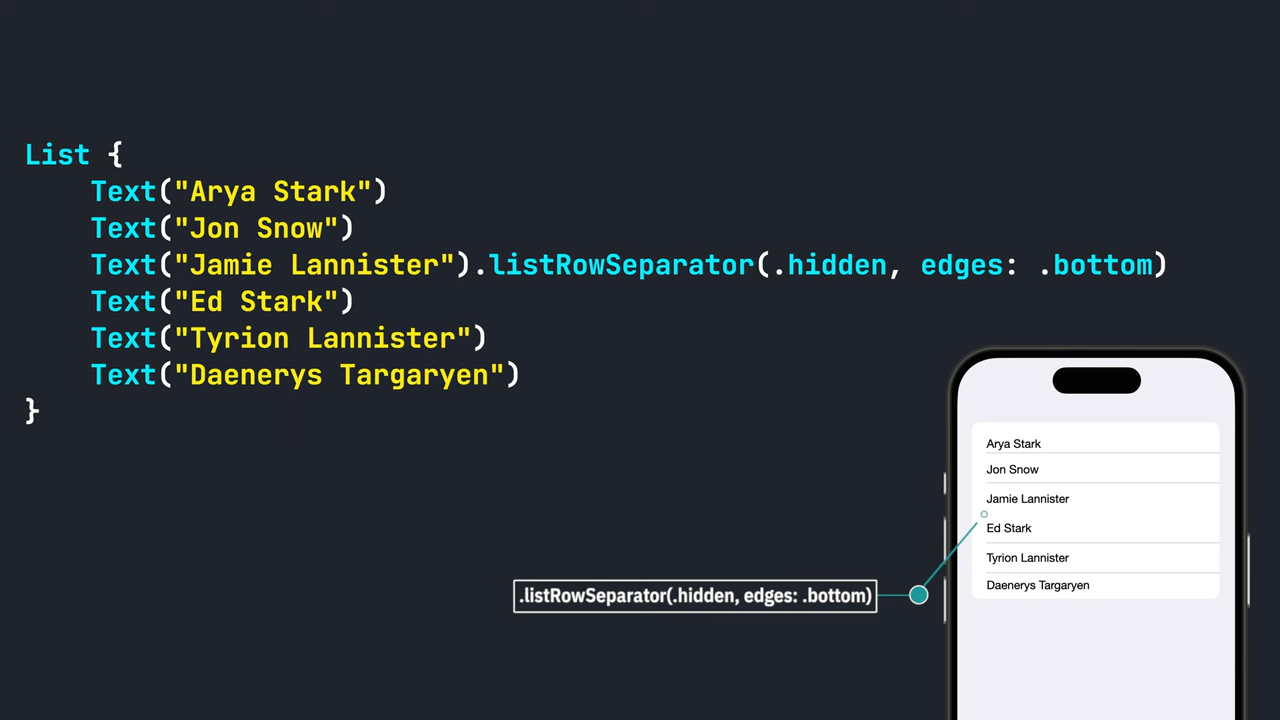 List {
    Text("Arya Stark")
    Text("Jon Snow")
    Text("Jamie Lannister").listRowSeparator(.hidden, edges: .bottom)
    Text("Ed Stark")
    Text("Tyrion Lannister")
    Text("Daenerys Targaryen")
}
Arya Stark
Jon Snow
Jamie Lannister
Ed Stark
Tyrion Lannister
Daenerys Targaryen
.listRowSeparator(.hidden, edges: .bottom)